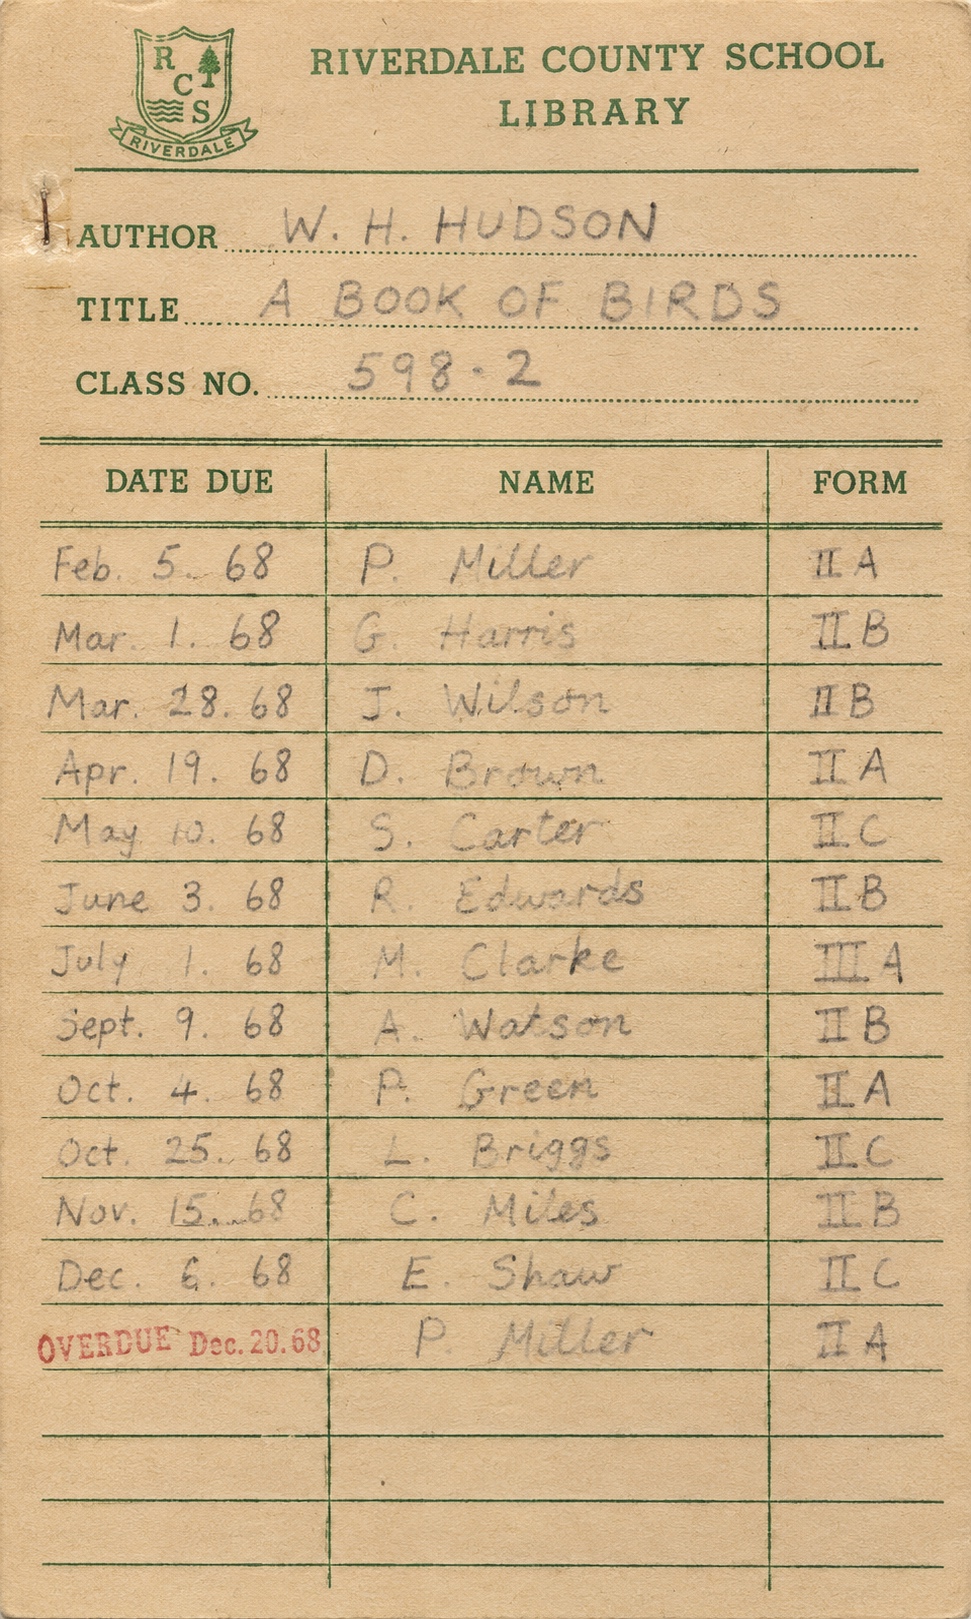 R
C
S
RIVERDALE
RIVERDALE COUNTY SCHOOL
LIBRARY
AUTHOR W. H. HUDSON
TITLE A BOOK OF BIRDS
CLASS NO. 598-2
DATE DUE NAME FORM
Feb. 5. 68 P. Miller II A
Mar. 1. 68 G. Harris II B
Mar. 28. 68 J. Wilson II B
Apr. 19. 68 D. Brown II A
May 10. 68 S. Carter II C
June 3. 68 R. Edwards II B
July 1. 68 M. Clarke III A
Sept. 9. 68 A. Watson II B
Oct. 4. 68 P. Green II A
Oct. 25. 68 L. Briggs II C
Nov. 15. 68 C. Miles II B
Dec. 6. 68 E. Shaw II C
OVERDUE Dec. 20. 68 P. Miller II A